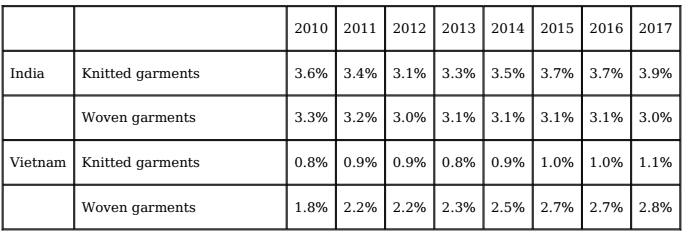 2010 2011 2012 2013 2014 2015 2016 2017
India Knitted garments 3.6% 3.4% 3.1% 3.3% 3.5% 3.7% 3.7% 3.9%
Woven garments 3.3% 3.2% 3.0% 3.1% 3.1% 3.1% 3.1% 3.0%
Vietnam Knitted garments 0.8% 0.9% 0.9% 0.8% 0.9% 1.0% 1.0% 1.1%
Woven garments 1.8% 2.2% 2.2% 2.3% 2.5% 2.7% 2.7% 2.8%